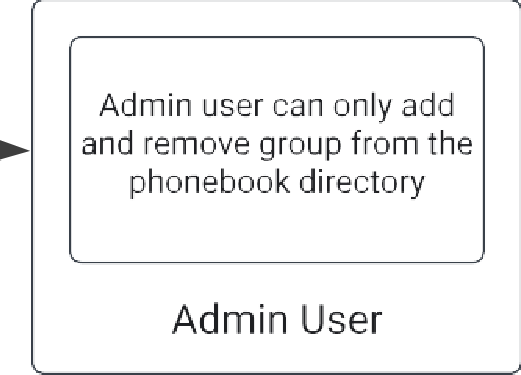 Admin user can only add
and remove group from the
phonebook directory
Admin User